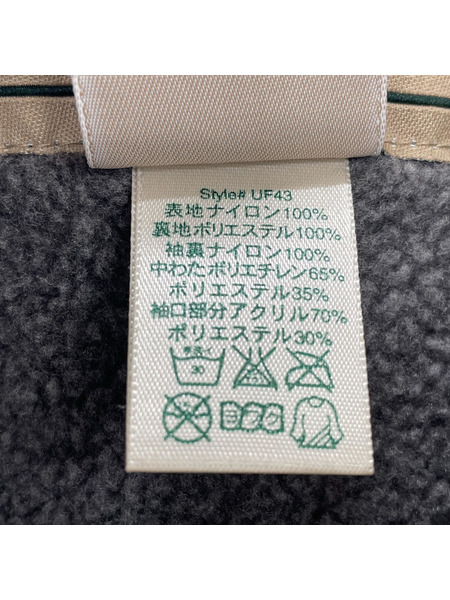 Style# UF43
表地ナイロン100%
裏地ポリエステル100%
袖裏ナイロン100%
中わたポリエチレン65%
ポリエステル35%
袖口部分アクリル70%
ポリエステル30%
30